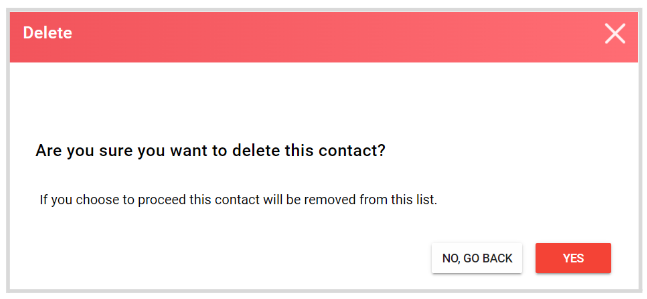 Delete
Are you sure you want to delete this contact?
If you choose to proceed this contact will be removed from this list.
NO, GO BACK
YES